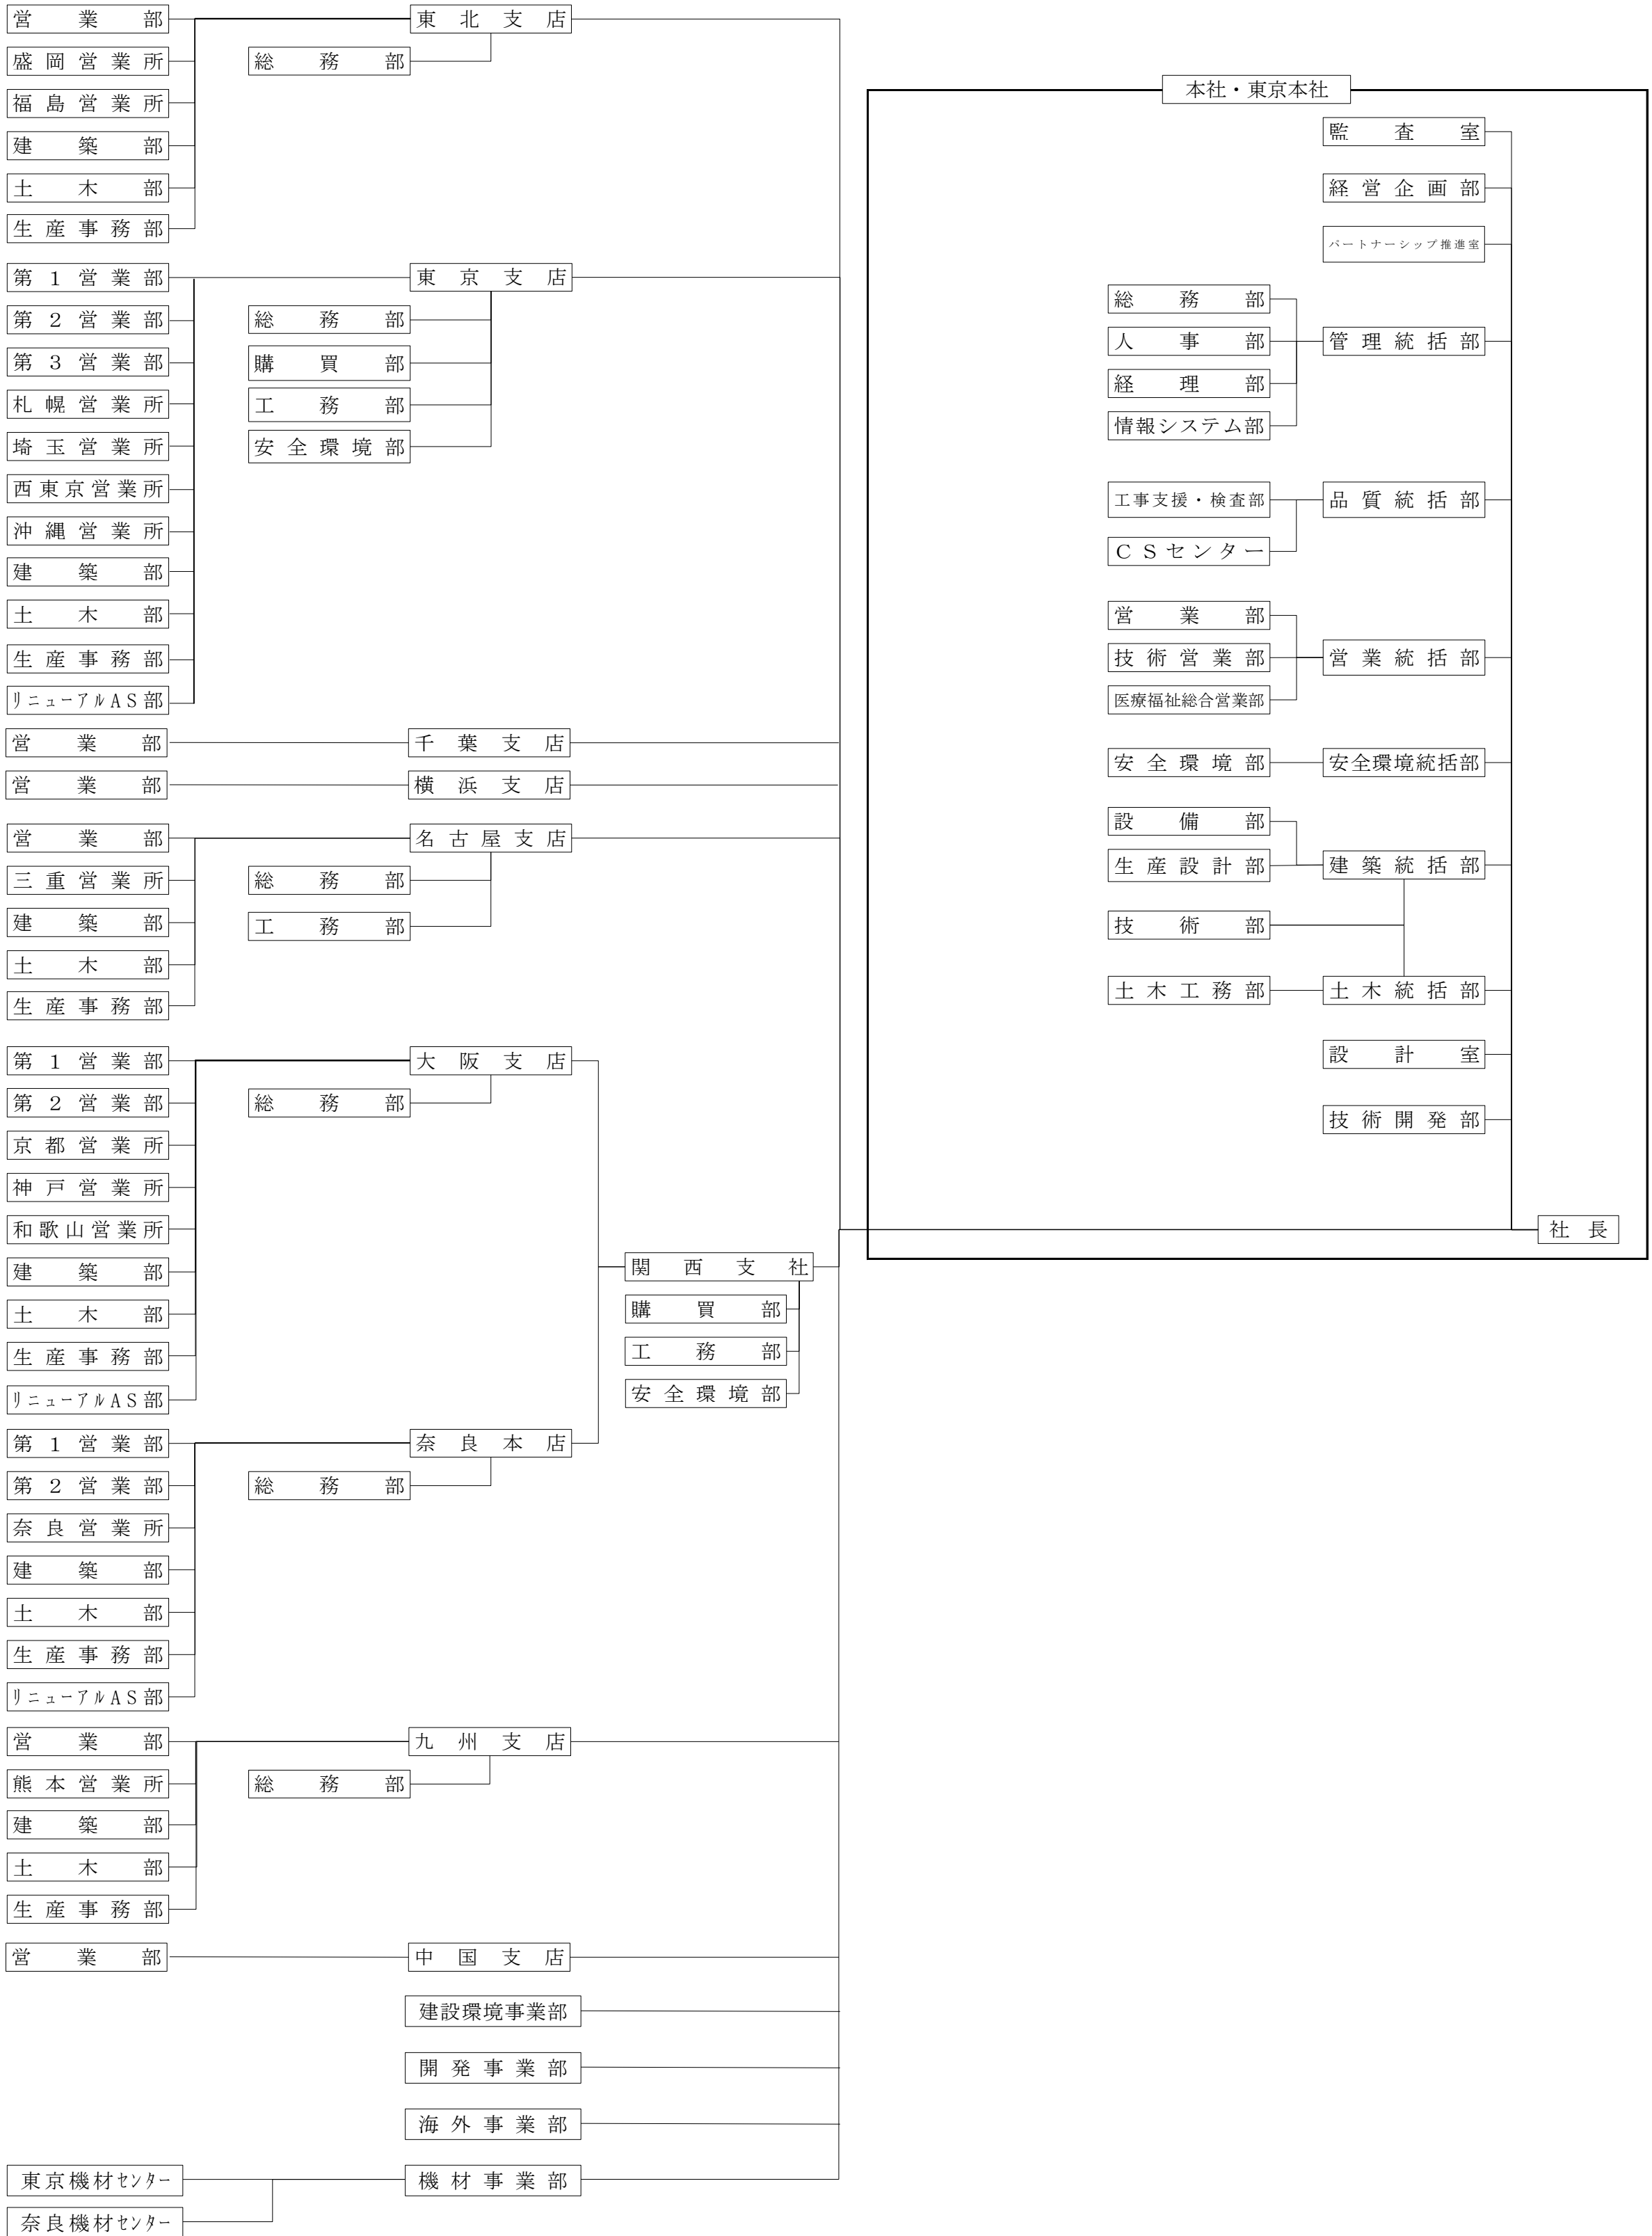 営業部
東北支店
盛岡営業所
総務部
福島営業所
建築部
土木部
生産事務部
第１営業部
東京支店
第２営業部
総務部
第３営業部
購買部
札幌営業所
工務部
埼玉営業所
安全環境部
西東京営業所
沖縄営業所
建築部
土木部
生産事務部
リニューアルＡＳ部
営業部
千葉支店
営業部
横浜支店
営業部
名古屋支店
三重営業所
総務部
建築部
工務部
土木部
生産事務部
第１営業部
大阪支店
第２営業部
総務部
京都営業所
神戸営業所
和歌山営業所
建築部
土木部
生産事務部
リニューアルＡＳ部
関西支社
購買部
工務部
安全環境部
第１営業部
奈良本店
第２営業部
総務部
奈良営業所
建築部
土木部
生産事務部
リニューアルＡＳ部
営業部
九州支店
熊本営業所
総務部
建築部
土木部
生産事務部
営業部
中国支店
建設環境事業部
開発事業部
海外事業部
東京機材センター
機材事業部
奈良機材センター
本社・東京本社
監査室
経営企画部
パートナーシップ推進室
総務部
人事部
管理統括部
経理部
情報システム部
工事支援・検査部
品質統括部
ＣＳセンター
営業部
技術営業部
営業統括部
医療福祉総合営業部
安全環境部
安全環境統括部
設備部
生産設計部
建築統括部
技術部
土木工務部
土木統括部
設計室
技術開発部
社長